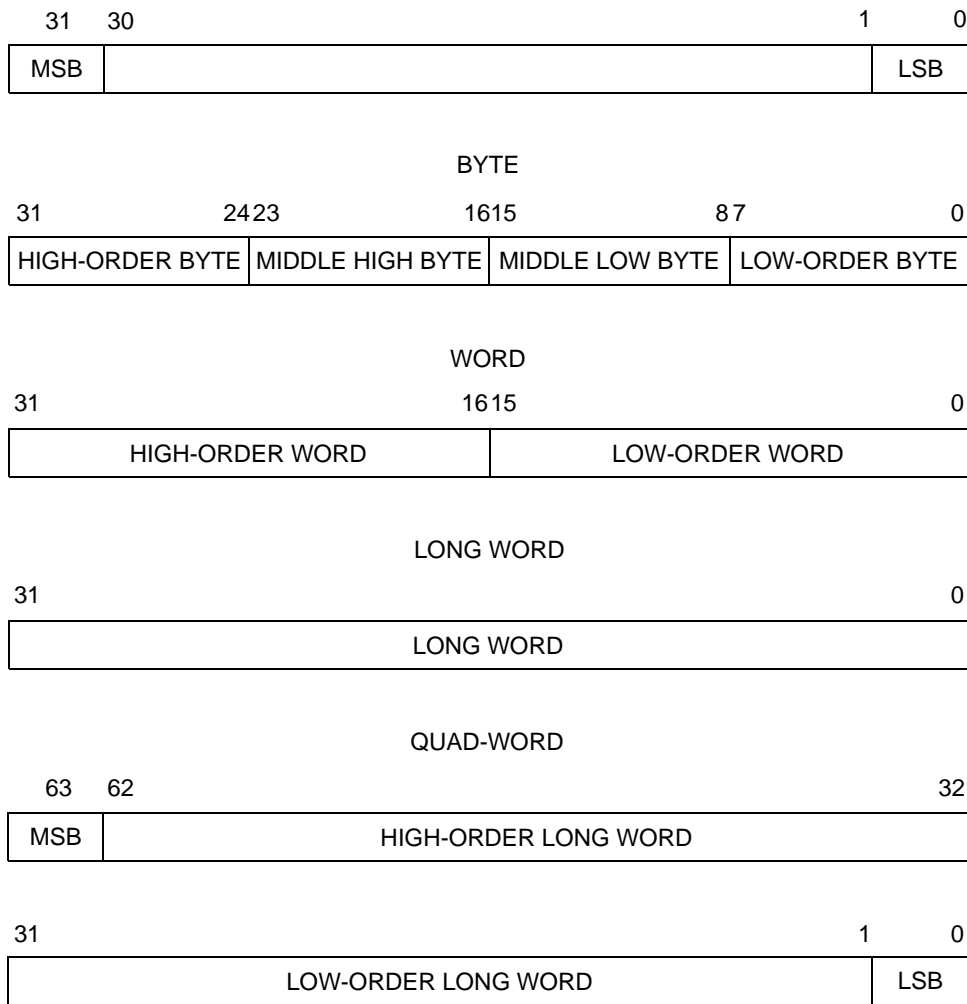 31 30 1 0
MSB LSB
BYTE
31 24 23 16 15 8 7 0
HIGH-ORDER BYTE MIDDLE HIGH BYTE MIDDLE LOW BYTE LOW-ORDER BYTE
WORD
31 16 15 0
HIGH-ORDER WORD LOW-ORDER WORD
LONG WORD
31 0
LONG WORD
QUAD-WORD
63 62 32
MSB HIGH-ORDER LONG WORD
31 1 0
LOW-ORDER LONG WORD LSB